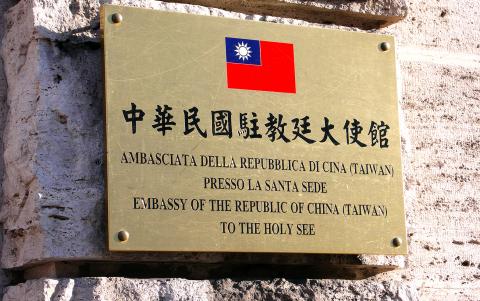 中華民國駐教廷大使館
AMBASCIATA DELLA REPUBBLICA DI CINA (TAIWAN)
PRESSO LA SANTA SEDE
EMBASSY OF THE REPUBLIC OF CHINA (TAIWAN)
TO THE HOLY SEE